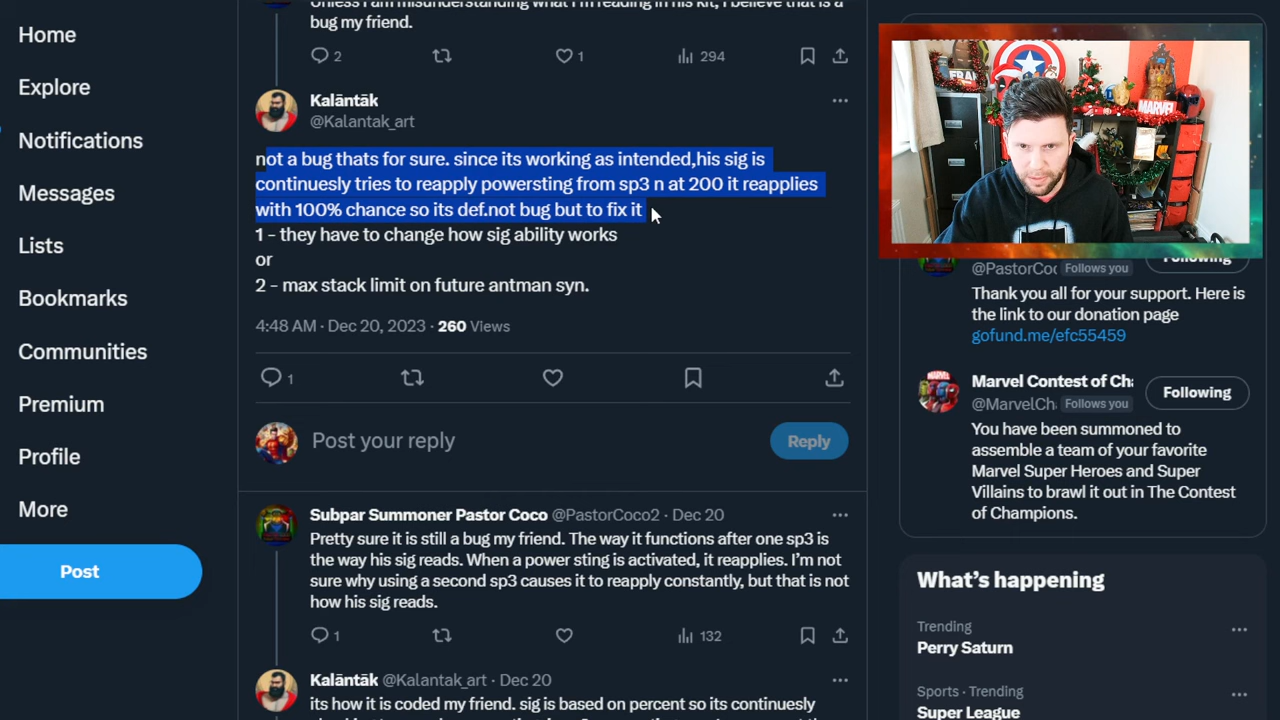 Home
Explore
Notifications
Messages
Lists
Bookmarks
Communities
Premium
Profile
More
Post
Unless I am misunderstanding what I'm reading in his kit, I believe that is a
bug my friend.
2
1
294
Kalāntāk
@Kalantak_art
not a bug thats for sure. since its working as intended,his sig is
continuesly tries to reapply powersting from sp3 n at 200 it reapplies
with 100% chance so its def.not bug but to fix it
1 - they have to change how sig ability works
or
2 - max stack limit on future antman syn.
4:48 AM · Dec 20, 2023 · 260 Views
1
Post your reply
Reply
Subpar Summoner Pastor Coco @PastorCoco2 · Dec 20
Pretty sure it is still a bug my friend. The way it functions after one sp3 is
the way his sig reads. When a power sting is activated, it reapplies. I'm not
sure why using a second sp3 causes it to reapply constantly, but that is not
how his sig reads.
1
132
Kalāntāk @Kalantak_art · Dec 20
its how it is coded my friend. sig is based on percent so its continuesly
MARVEL
@PastorCoc Follows you
Following
Thank you all for your support. Here is
the link to our donation page
gofund.me/efc55459
Marvel Contest of Ch
@MarvelCh Follows you
Following
You have been summoned to
assemble a team of your favorite
Marvel Super Heroes and Super
Villains to brawl it out in The Contest
of Champions.
What's happening
Trending
Perry Saturn
Sports · Trending
Super League